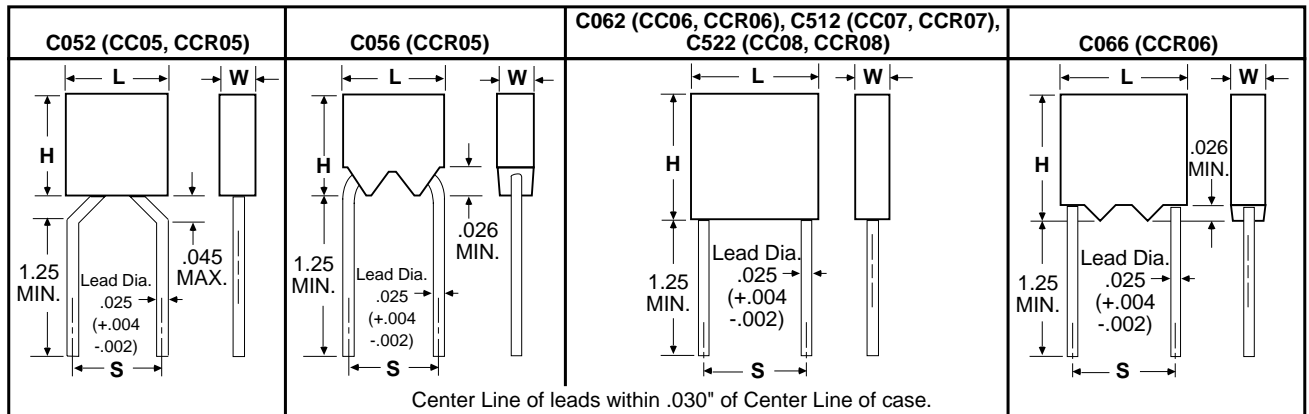 C052 (CC05, CCR05)
L
W
H
1.25
MIN.
.045
MAX.
Lead Dia.
.025
(+.004
-.002)
S
C056 (CCR05)
L
W
H
1.25
MIN.
.026
MIN.
Lead Dia.
.025
(+.004
-.002)
S
C062 (CC06, CCR06), C512 (CC07, CCR07),
C522 (CC08, CCR08)
L
W
H
1.25
MIN.
Lead Dia.
.025
(+.004
-.002)
S
C066 (CCR06)
L
W
H
.026
MIN.
1.25
MIN.
Lead Dia.
.025
(+.004
-.002)
S
Center Line of leads within .030" of Center Line of case.